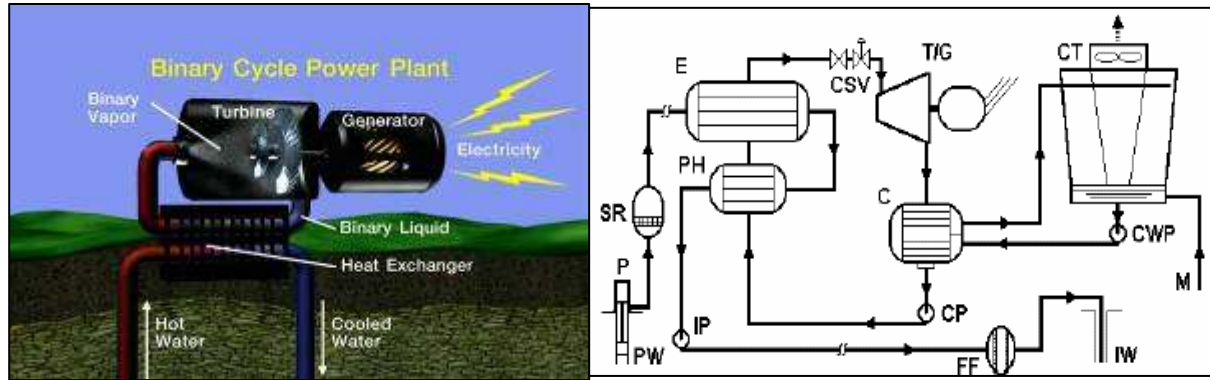 Binary Cycle Power Plant
Binary
Vapor
Turbine
Generator
Electricity
Binary Liquid
Heat Exchanger
Hot
Water
Cooled
Water
E
CSV
T/G
CT
PH
SR
C
CWP
P
M
IP
CP
PW
FF
IW